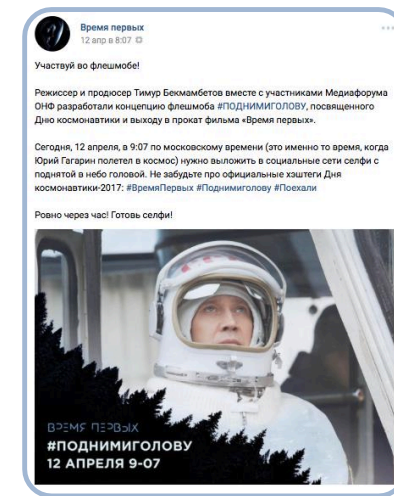 Время первых
12 апр в 8:07
Участвуй во флешмобе!
Режиссер и продюсер Тимур Бекмамбетов вместе с участниками Медиафорума
ОНФ разработали концепцию флешмоба #ПОДНИМИГОЛОВУ, посвященного
Дню космонавтики и выходу в прокат фильма «Время первых».
Сегодня, 12 апреля, в 9:07 по московскому времени (это именно то время, когда
Юрий Гагарин полетел в космос) нужно выложить в социальные сети селфи с
поднятой в небо головой. Не забудьте про официальные хэштеги Дня
космонавтики-2017: #ВремяПервых #Поднимиголову #Поехали
Ровно через час! Готовь селфи!
ВРЕМЯ ПЕРВЫХ
#ПОДНИМИГОЛОВУ
12 АПРЕЛЯ 9-07